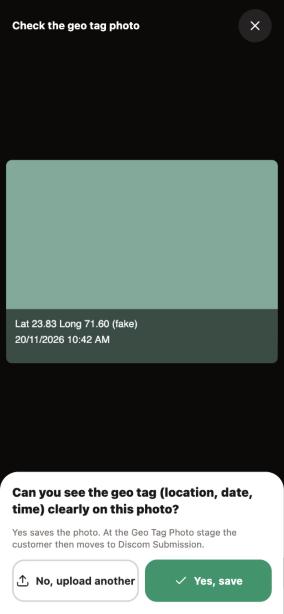 Check the geo tag photo
Lat 23.83 Long 71.60 (fake)
20/11/2026 10:42 AM
Can you see the geo tag (location, date,
time) clearly on this photo?
Yes saves the photo. At the Geo Tag Photo stage the
customer then moves to Discom Submission.
No, upload another
Yes, save